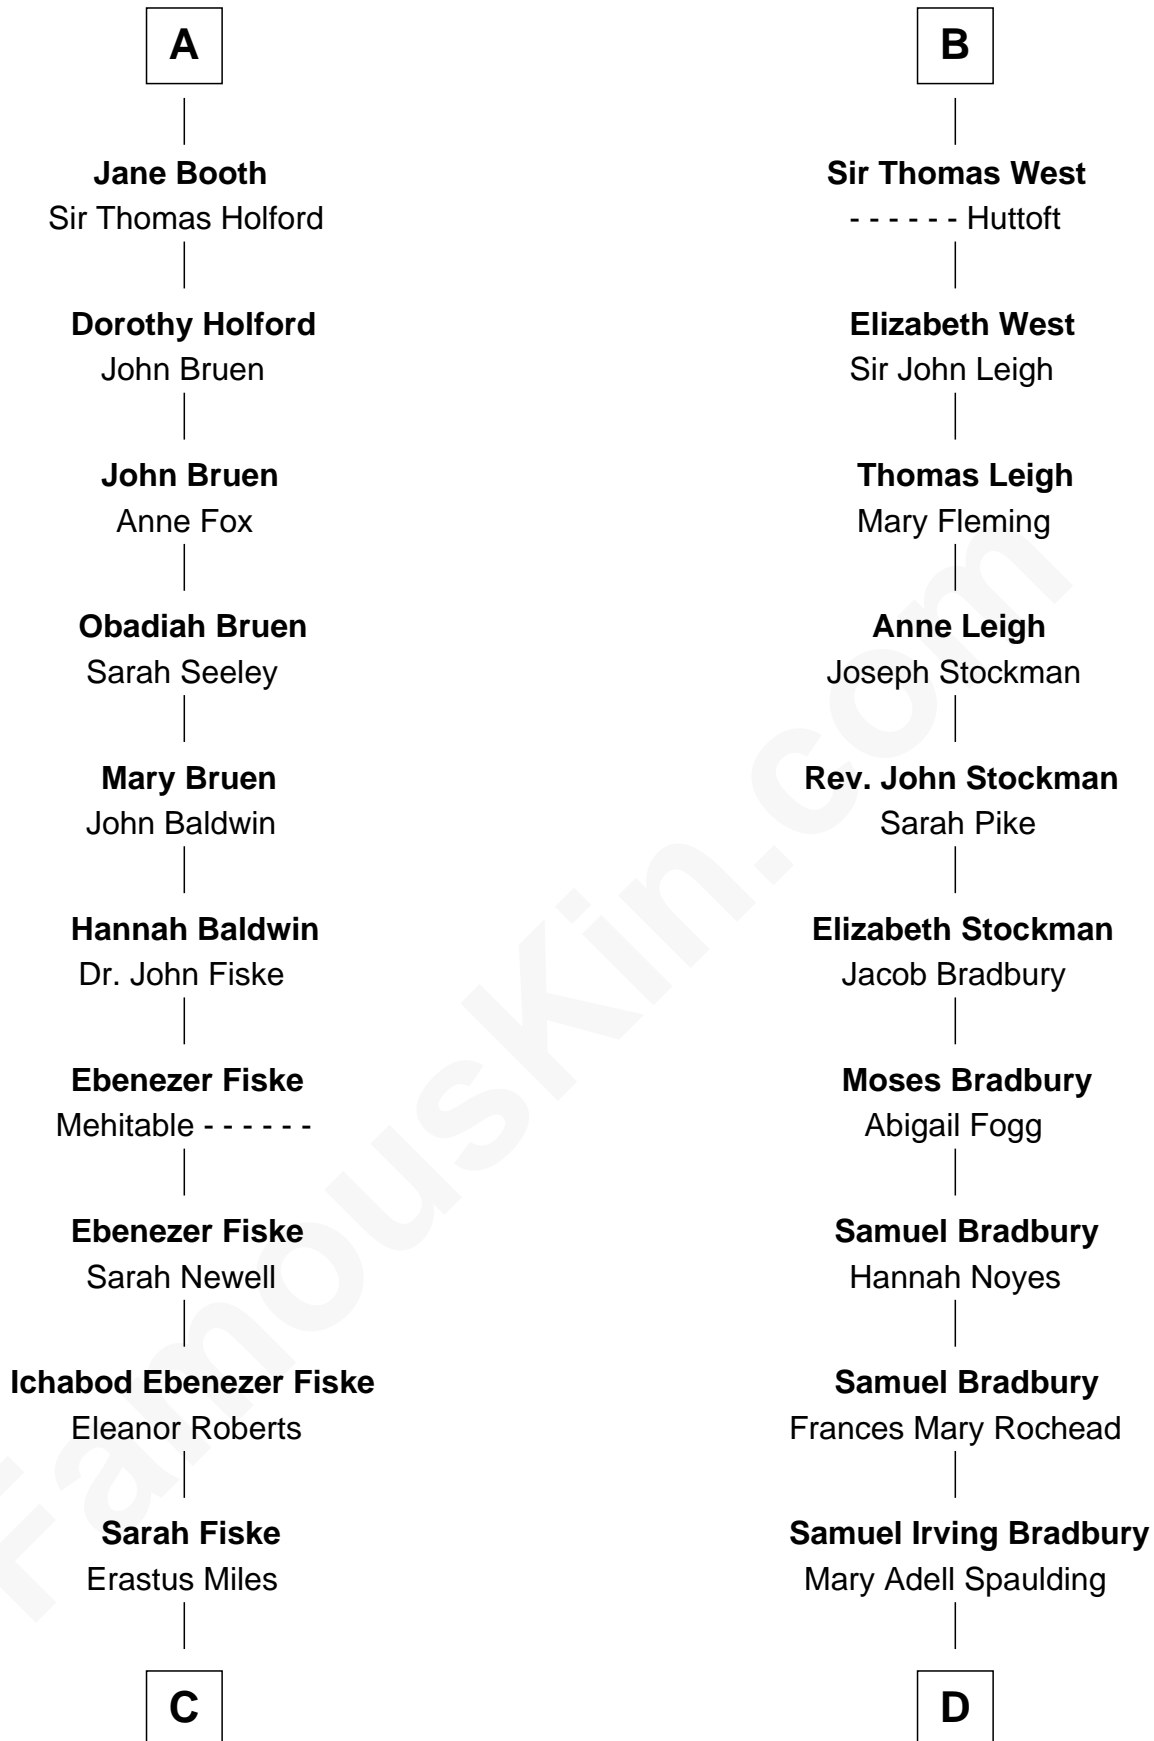 A
Jane Booth
Sir Thomas Holford
Dorothy Holford
John Bruen
John Bruen
Anne Fox
Obadiah Bruen
Sarah Seeley
Mary Bruen
John Baldwin
Hannah Baldwin
Dr. John Fiske
Ebenezer Fiske
Mehitable - - - - - -
Ebenezer Fiske
Sarah Newell
Ichabod Ebenezer Fiske
Eleanor Roberts
Sarah Fiske
Erastus Miles
C
B
Sir Thomas West
- - - - - - Huttoft
Elizabeth West
Sir John Leigh
Thomas Leigh
Mary Fleming
Anne Leigh
Joseph Stockman
Rev. John Stockman
Sarah Pike
Elizabeth Stockman
Jacob Bradbury
Moses Bradbury
Abigail Fogg
Samuel Bradbury
Hannah Noyes
Samuel Bradbury
Frances Mary Rochead
Samuel Irving Bradbury
Mary Adell Spaulding
D
FamousKin.com